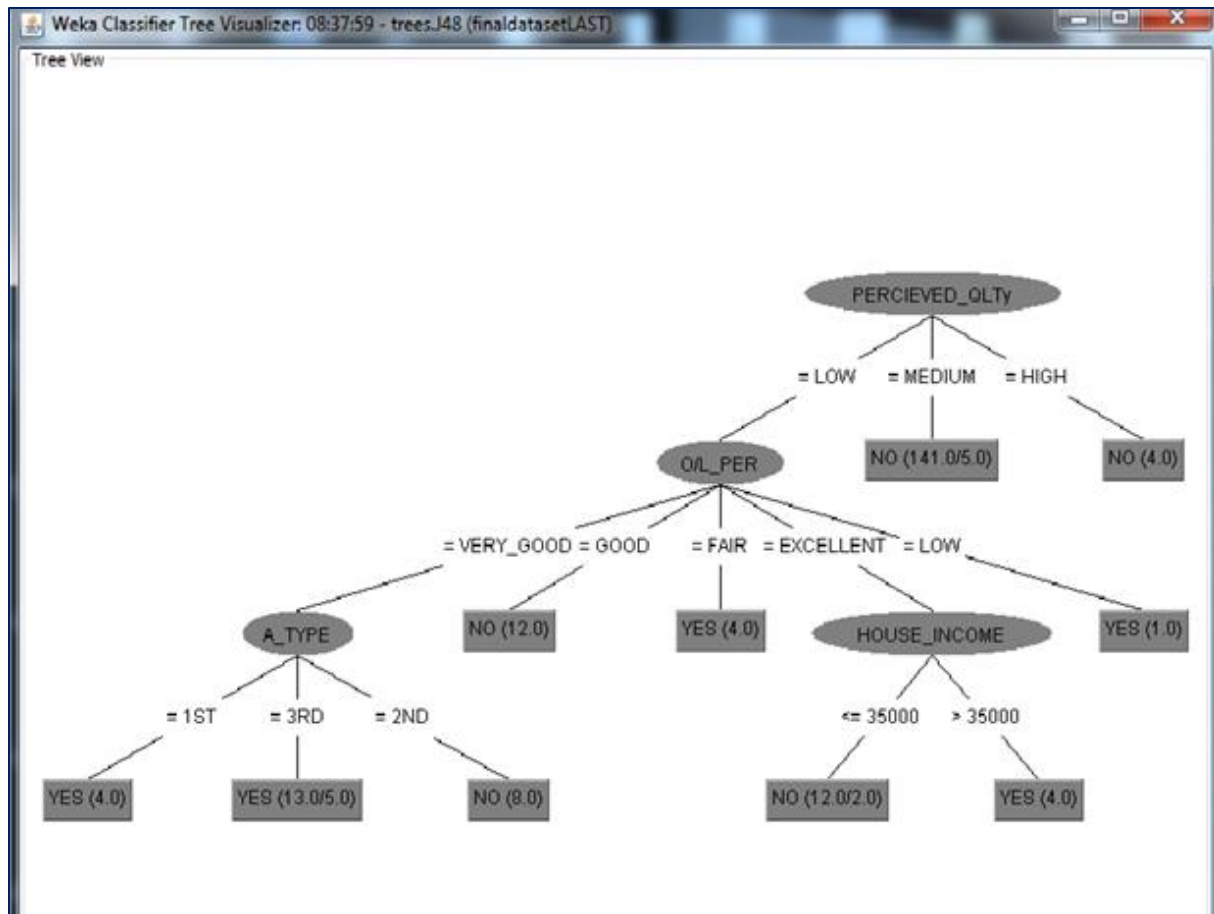 Weka Classifier Tree Visualizer: 08:37:59 - trees.J48 (finaldatasetLAST)
Tree View
PERCIEVED_QLTy
= LOW = MEDIUM = HIGH
O/L_PER NO (141.0/5.0) NO (4.0)
= VERY_GOOD = GOOD = FAIR = EXCELLENT = LOW
A_TYPE NO (12.0) YES (4.0) HOUSE_INCOME YES (1.0)
= 1ST = 3RD = 2ND <= 35000 > 35000
YES (4.0) YES (13.0/5.0) NO (8.0) NO (12.0/2.0) YES (4.0)